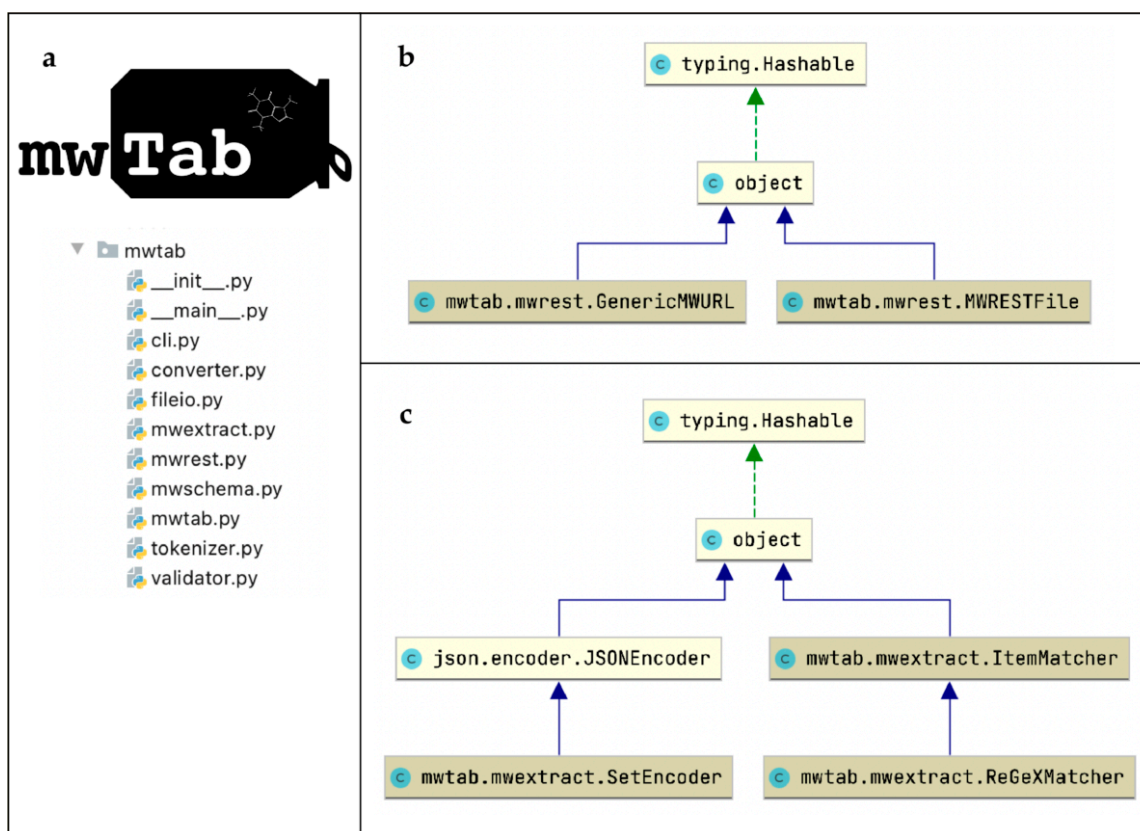 a
mwTab
mwtab
__init__.py
__main__.py
cli.py
converter.py
fileio.py
mwextract.py
mwrest.py
mwschema.py
mwtab.py
tokenizer.py
validator.py
b
C typing.Hashable
C object
C mwtab.mwrest.GenericMWURL
C mwtab.mwrest.MWRESTFile
c
C typing.Hashable
C object
C json.encoder.JSONEncoder
C mwtab.mwextract.ItemMatcher
C mwtab.mwextract.SetEncoder
C mwtab.mwextract.ReGeXMatcher